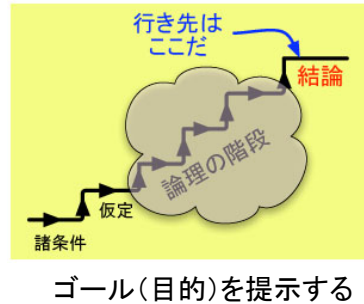 行き先は
ここだ
結論
論理の階段
仮定
諸条件
ゴール(目的)を提示する